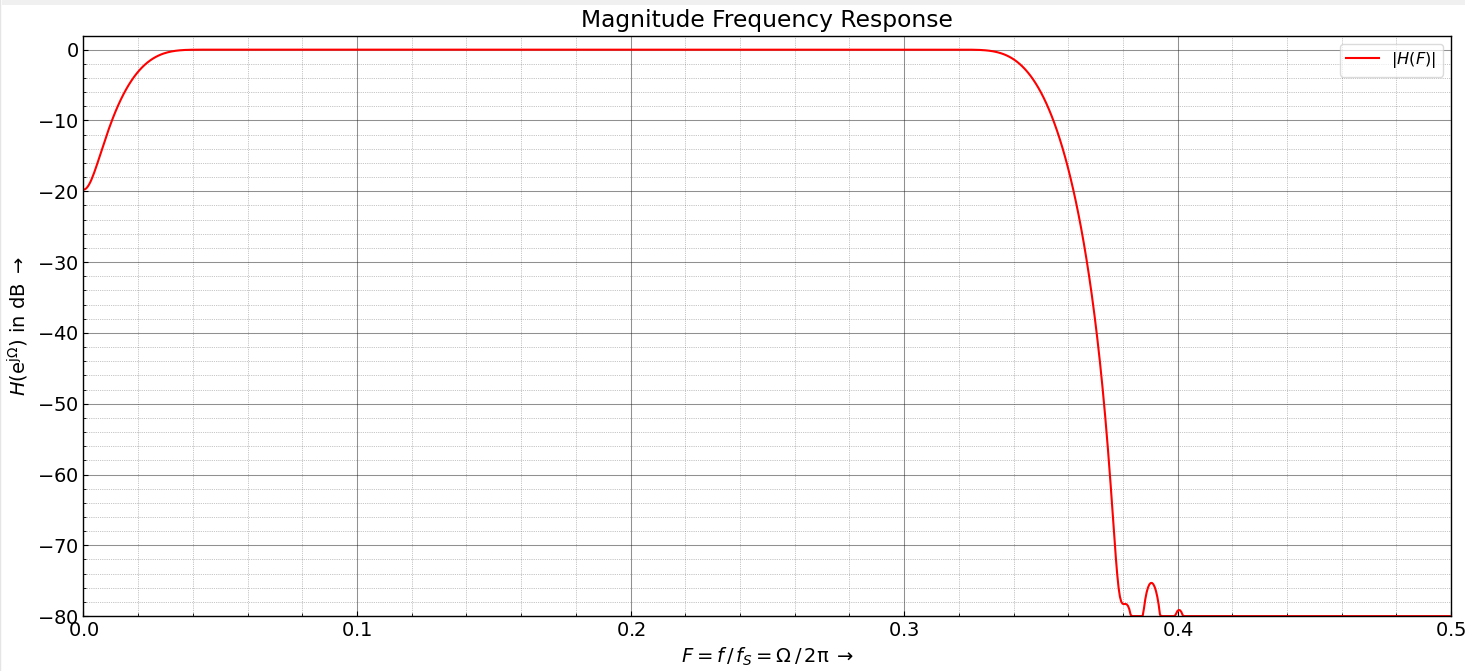 Magnitude Frequency Response
|H(F)|
H(e^jΩ) in dB →
0
−10
−20
−30
−40
−50
−60
−70
−80
0.0 0.1 0.2 0.3 0.4 0.5
F = f / f_S = Ω / 2π →